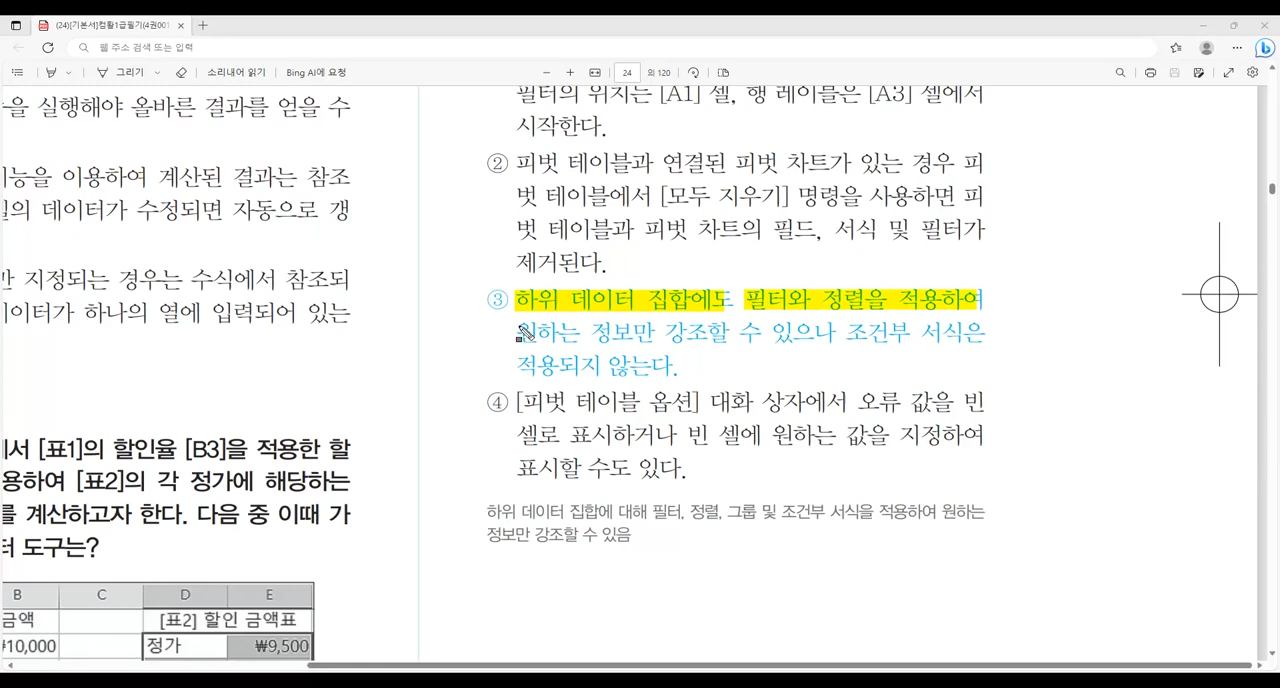 (24)[기본서]컴활1급필기(4권001
웹 주소 검색 또는 입력
그리기
소리내어 읽기
Bing AI에 요청
24
외 120
을 실행해야 올바른 결과를 얻을 수
능을 이용하여 계산된 결과는 참조
의 데이터가 수정되면 자동으로 갱
지정되는 경우는 수식에서 참조되
이터가 하나의 열에 입력되어 있는
서 [표1]의 할인율 [B3]을 적용한 할
용하여 [표2]의 각 정가에 해당하는
를 계산하고자 한다. 다음 중 이때 가
터 도구는?
B C D E
금액 [표2] 할인 금액표
₩10,000 정가 ₩9,500
필터의 위치는 [A1] 셀, 행 레이블은 [A3] 셀에서
시작한다.
② 피벗 테이블과 연결된 피벗 차트가 있는 경우 피
벗 테이블에서 [모두 지우기] 명령을 사용하면 피
벗 테이블과 피벗 차트의 필드, 서식 및 필터가
제거된다.
③ 하위 데이터 집합에도 필터와 정렬을 적용하여
원하는 정보만 강조할 수 있으나 조건부 서식은
적용되지 않는다.
④ [피벗 테이블 옵션] 대화 상자에서 오류 값을 빈
셀로 표시하거나 빈 셀에 원하는 값을 지정하여
표시할 수도 있다.
하위 데이터 집합에 대해 필터, 정렬, 그룹 및 조건부 서식을 적용하여 원하는
정보만 강조할 수 있음